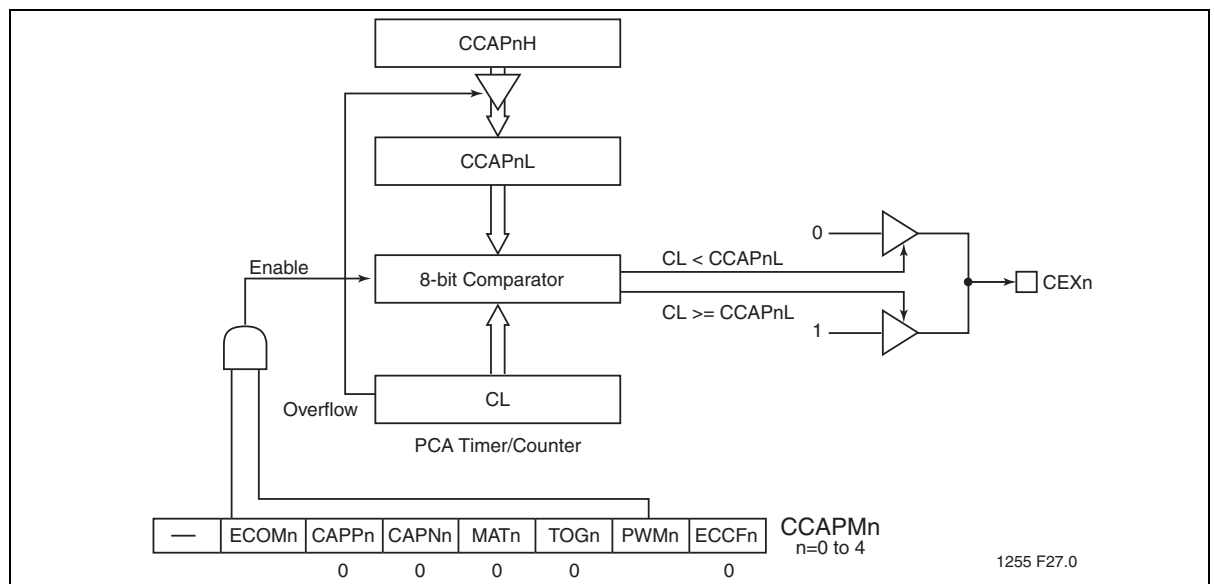 CCAPnH
CCAPnL
0
CL < CCAPnL
Enable
8-bit Comparator
CEXn
CL >= CCAPnL
1
CL
Overflow
PCA Timer/Counter
— ECOMn CAPPn CAPNn MATn TOGn PWMn ECCFn CCAPMn
n=0 to 4
0 0 0 0 0
1255 F27.0